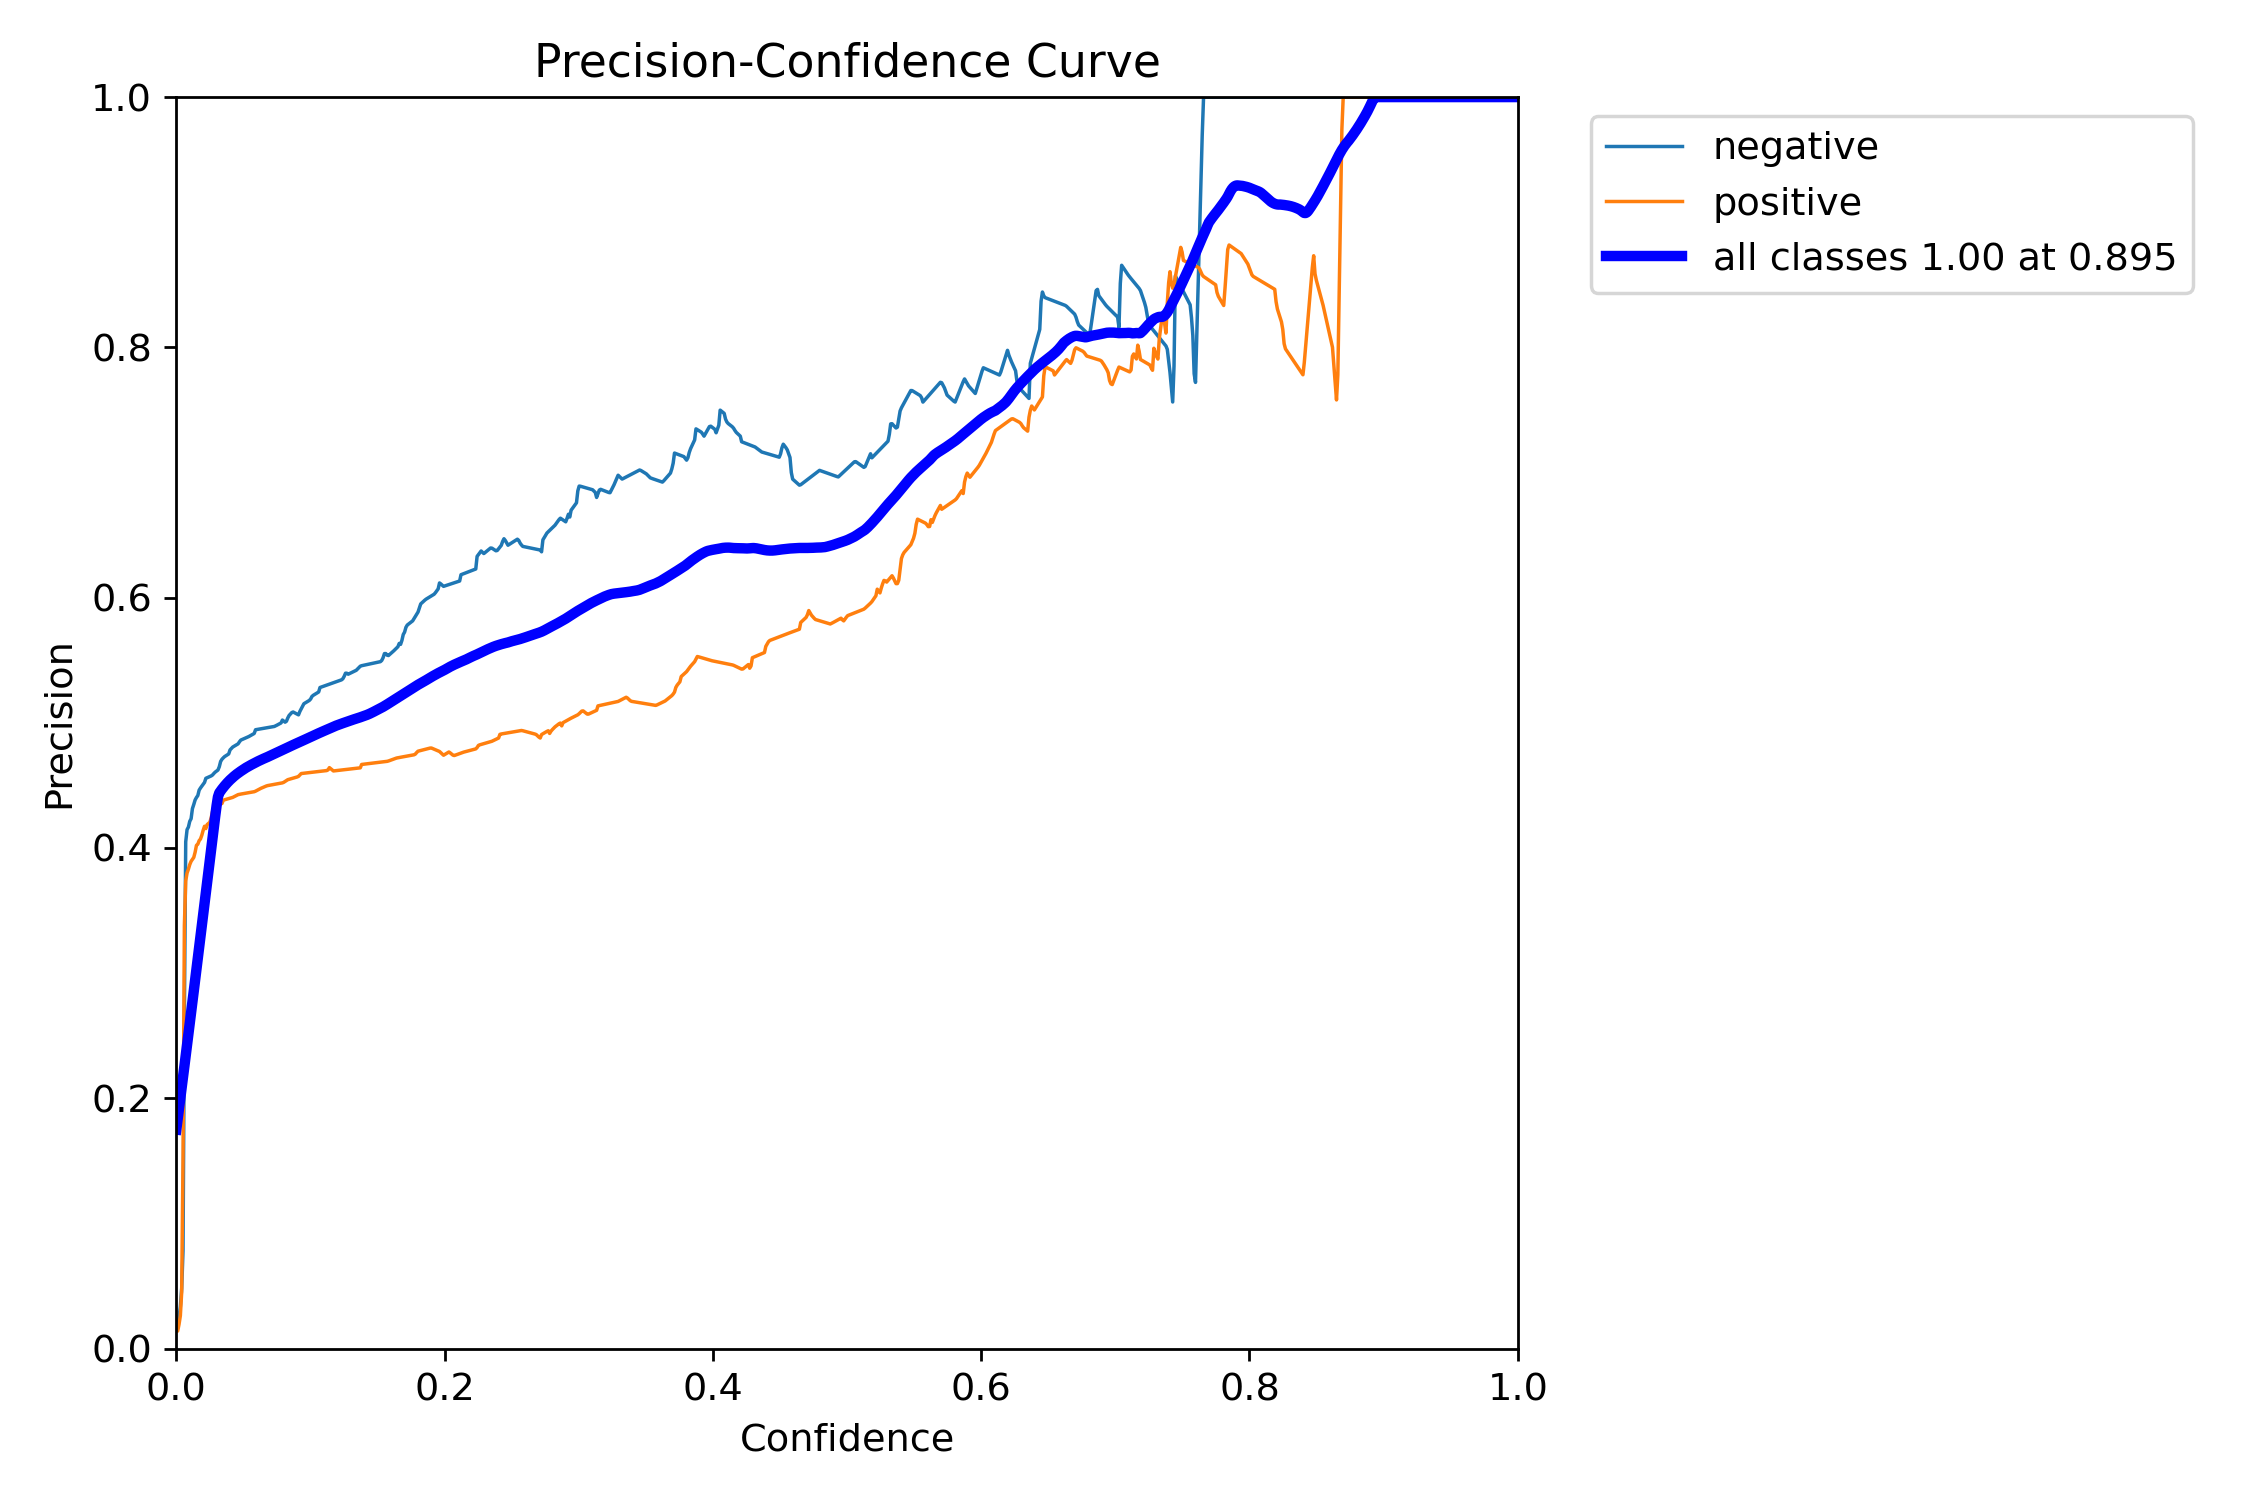 Precision-Confidence Curve
1.0
0.8
0.6
0.4
0.2
0.0
Precision
0.0 0.2 0.4 0.6 0.8 1.0
Confidence
negative
positive
all classes 1.00 at 0.895